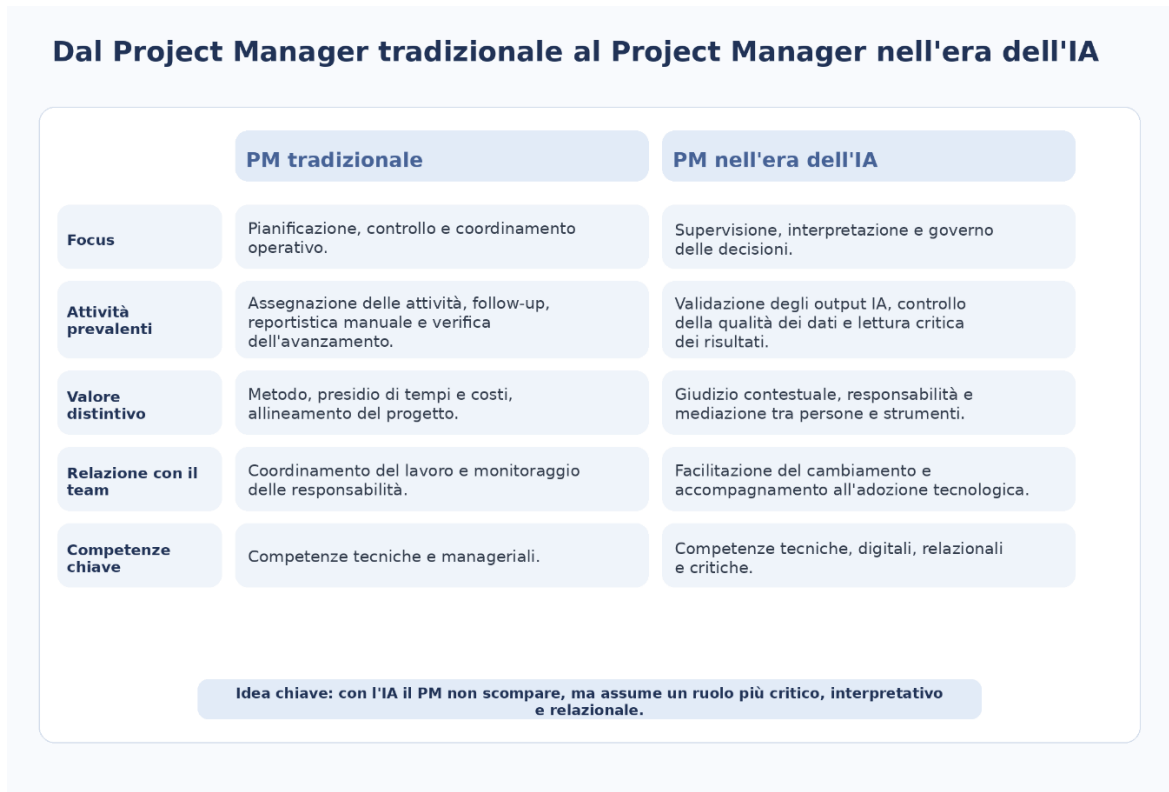 Dal Project Manager tradizionale al Project Manager nell'era dell'IA
PM tradizionale
PM nell'era dell'IA
Focus
Pianificazione, controllo e coordinamento
operativo.
Supervisione, interpretazione e governo
delle decisioni.
Attività
prevalenti
Assegnazione delle attività, follow-up,
reportistica manuale e verifica
dell'avanzamento.
Validazione degli output IA, controllo
della qualità dei dati e lettura critica
dei risultati.
Valore
distintivo
Metodo, presidio di tempi e costi,
allineamento del progetto.
Giudizio contestuale, responsabilità e
mediazione tra persone e strumenti.
Relazione con il
team
Coordinamento del lavoro e monitoraggio
delle responsabilità.
Facilitazione del cambiamento e
accompagnamento all'adozione tecnologica.
Competenze
chiave
Competenze tecniche e manageriali.
Competenze tecniche, digitali, relazionali
e critiche.
Idea chiave: con l'IA il PM non scompare, ma assume un ruolo più critico, interpretativo
e relazionale.